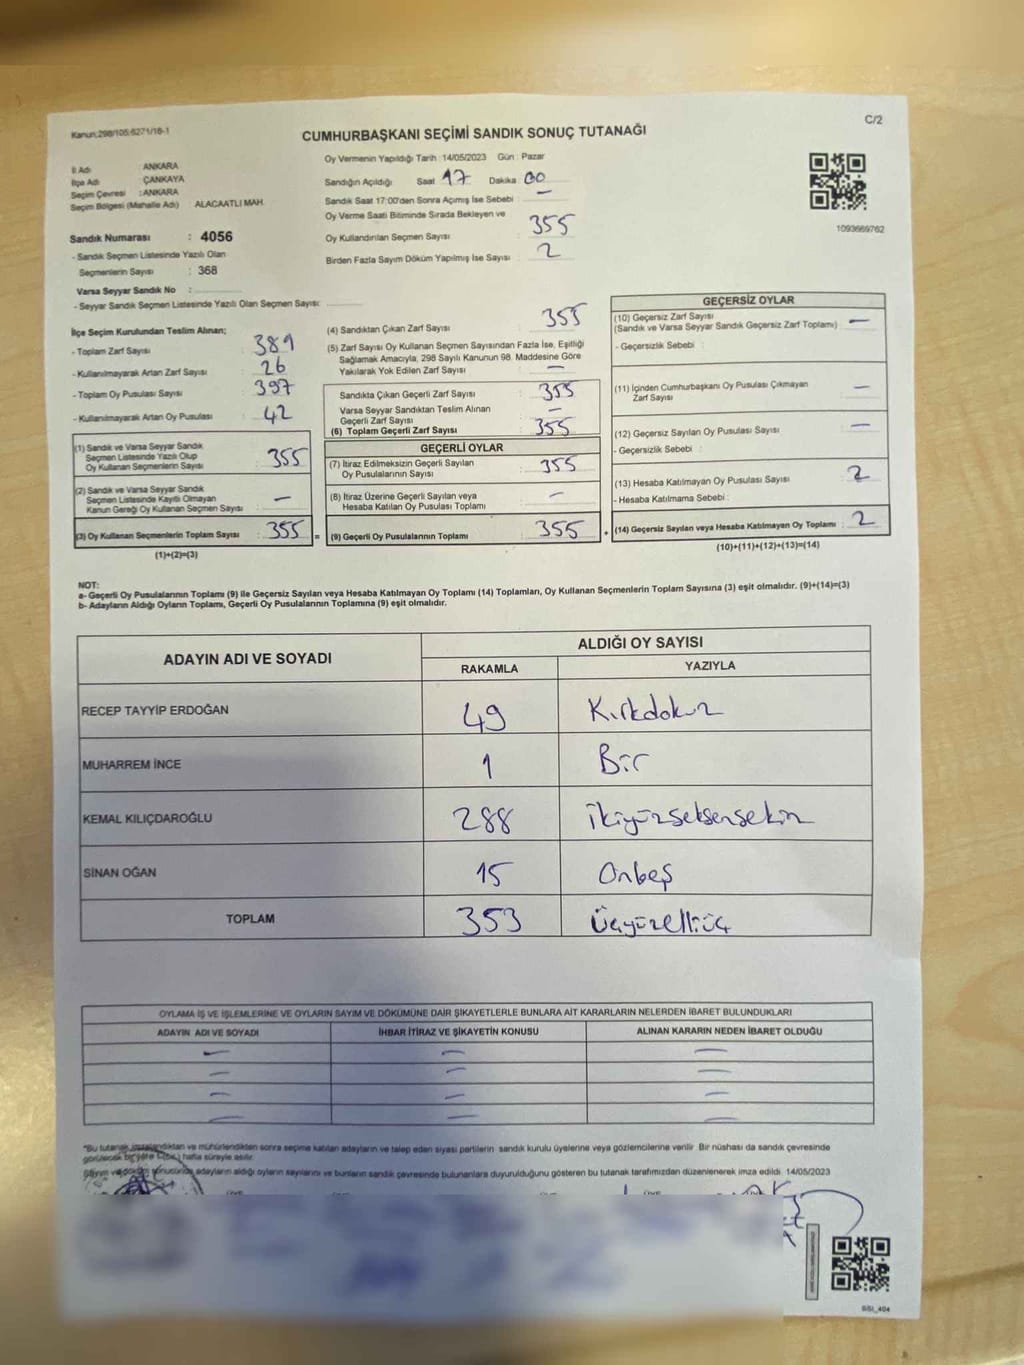 Kanun:298/105;6271/18-1
C/2
CUMHURBAŞKANI SEÇİMİ SANDIK SONUÇ TUTANAĞI
İl Adı : ANKARA
İlçe Adı : ÇANKAYA
Seçim Çevresi : ANKARA
Seçim Bölgesi (Mahalle Adı) : ALACAATLI MAH.
Sandık Numarası : 4056
- Sandık Seçmen Listesinde Yazılı Olan
Seçmenlerin Sayısı : 368
Varsa Seyyar Sandık No :
- Seyyar Sandık Seçmen Listesinde Yazılı Olan Seçmen Sayısı:
Oy Vermenin Yapıldığı Tarih : 14/05/2023 Gün : Pazar
Sandığın Açıldığı Saat 17 Dakika 00
Sandık Saat 17:00'den Sonra Açmış İse Sebebi : —
Oy Verme Saati Bitiminde Sırada Bekleyen ve
Oy Kullandırılan Seçmen Sayısı : 355
Birden Fazla Sayım Döküm Yapılmış İse Sayısı : 2
1093669762
İlçe Seçim Kurulundan Teslim Alınan;
- Toplam Zarf Sayısı : 381
- Kullanılmayarak Artan Zarf Sayısı : 26
- Toplam Oy Pusulası Sayısı : 397
- Kullanılmayarak Artan Oy Pusulası : 42
(1) Sandık ve Varsa Seyyar Sandık
Seçmen Listesinde Yazılı Olup
Oy Kullanan Seçmenlerin Sayısı : 355
(2) Sandık ve Varsa Seyyar Sandık
Seçmen Listesinde Kayıtlı Olmayan
Kanun Gereği Oy Kullanan Seçmen Sayısı : —
(3) Oy Kullanan Seçmenlerin Toplam Sayısı : 355 =
(1)+(2)=(3)
(4) Sandıktan Çıkan Zarf Sayısı : 355
(5) Zarf Sayısı Oy Kullanan Seçmen Sayısından Fazla İse, Eşitliği
Sağlamak Amacıyla, 298 Sayılı Kanunun 98. Maddesine Göre
Yakılarak Yok Edilen Zarf Sayısı : —
Sandıkta Çıkan Geçerli Zarf Sayısı : 355
Varsa Seyyar Sandıktan Teslim Alınan
Geçerli Zarf Sayısı : —
(6) Toplam Geçerli Zarf Sayısı : 355
GEÇERLİ OYLAR
(7) İtiraz Edilmeksizin Geçerli Sayılan
Oy Pusulalarının Sayısı : 355
(8) İtiraz Üzerine Geçerli Sayılan veya
Hesaba Katılan Oy Pusulası Toplamı : —
(9) Geçerli Oy Pusulalarının Toplamı : 355 +
GEÇERSİZ OYLAR
(10) Geçersiz Zarf Sayısı
(Sandık ve Varsa Seyyar Sandık Geçersiz Zarf Toplamı) : —
- Geçersizlik Sebebi :
(11) İçinden Cumhurbaşkanı Oy Pusulası Çıkmayan
Zarf Sayısı : —
(12) Geçersiz Sayılan Oy Pusulası Sayısı : —
- Geçersizlik Sebebi :
(13) Hesaba Katılmayan Oy Pusulası Sayısı : 2
- Hesaba Katılmama Sebebi :
(14) Geçersiz Sayılan veya Hesaba Katılmayan Oy Toplamı : 2
(10)+(11)+(12)+(13)=(14)
NOT:
a- Geçerli Oy Pusulalarının Toplamı (9) ile Geçersiz Sayılan veya Hesaba Katılmayan Oy Toplamı (14) Toplamları, Oy Kullanan Seçmenlerin Toplam Sayısına (3) eşit olmalıdır. (9)+(14)=(3)
b- Adayların Aldığı Oyların Toplamı, Geçerli Oy Pusulalarının Toplamına (9) eşit olmalıdır.
ADAYIN ADI VE SOYADI
ALDIĞI OY SAYISI
RAKAMLA YAZIYLA
RECEP TAYYİP ERDOĞAN 49 Kırkdokuz
MUHARREM İNCE 1 Bir
KEMAL KILIÇDAROĞLU 288 İkiyüzseksensekiz
SİNAN OĞAN 15 Onbeş
TOPLAM 353 Üçyüzelliüç
OYLAMA İŞ VE İŞLEMLERİNE VE OYLARIN SAYIM VE DÖKÜMÜNE DAİR ŞİKAYETLERLE BUNLARA AİT KARARLARIN NELERDEN İBARET BULUNDUKLARI
ADAYIN ADI VE SOYADI İHBAR İTİRAZ VE ŞİKAYETİN KONUSU ALINAN KARARIN NEDEN İBARET OLDUĞU
— — —
— — —
— — —
— — —
*Bu tutanak imzalandıktan ve mühürlendikten sonra seçime katılan adayların ve talep eden siyasi partilerin sandık kurulu üyelerine veya gözlemcilerine verilir Bir nüshası da sandık çevresinde
görülecek bir yere 1(bir) hafta süreyle asılır.
Sayım ve döküm sonucunda adayların aldığı oyların sayılarını ve bunların sandık çevresinde bulunanlara duyurulduğunu gösteren bu tutanak tarafımızdan düzenlenerek imza edildi. 14/05/2023
SSI_404